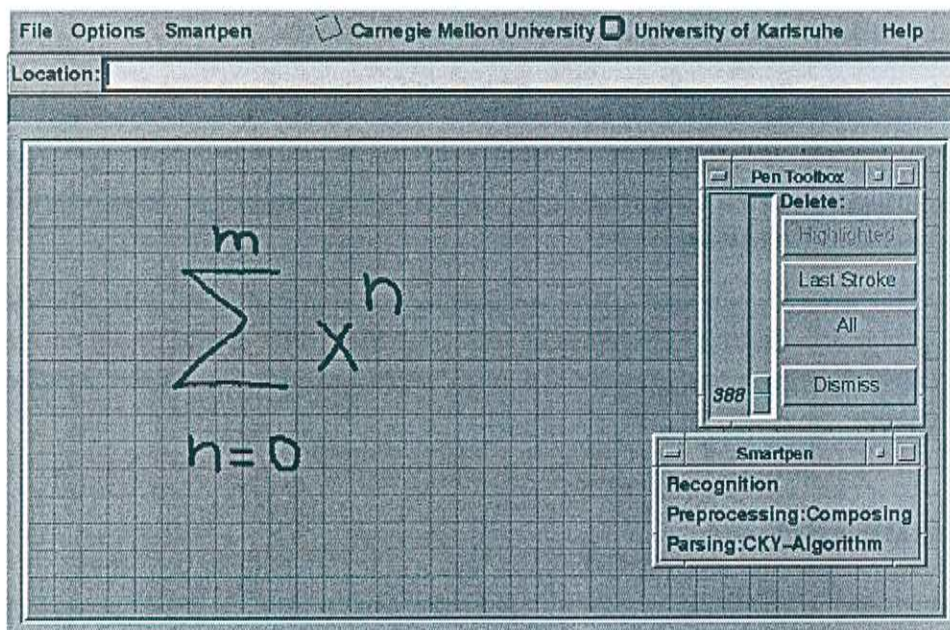 File Options Smartpen Carnegie Mellon University University of Karlsruhe Help
Location:
Pen Toolbox
Delete:
Highlighted
Last Stroke
All
Dismiss
388
m
∑ xⁿ
n=0
Smartpen
Recognition
Preprocessing:Composing
Parsing:CKY-Algorithm